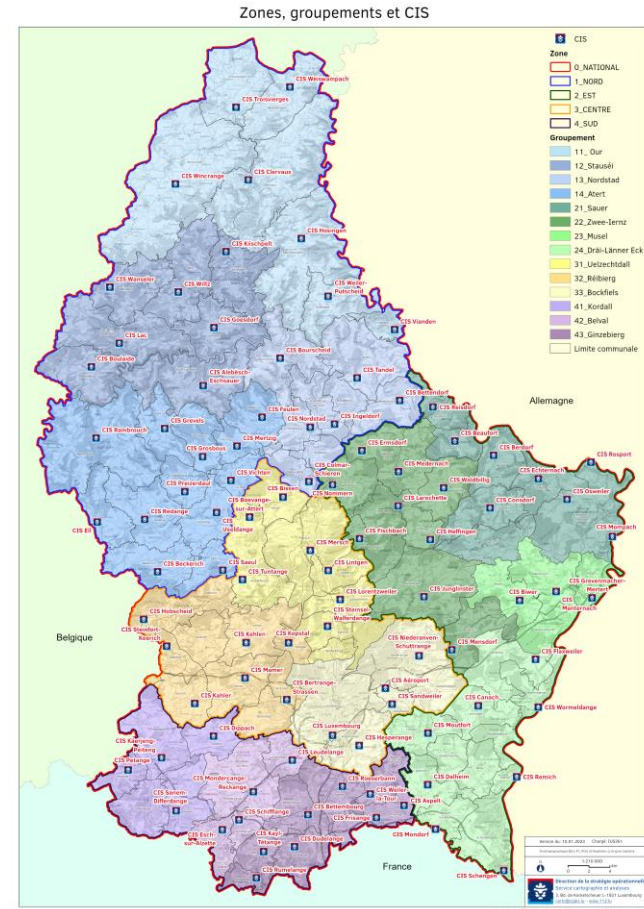 Zones, groupements et CIS
CIS
Zone
0_NATIONAL
1_NORD
2_EST
3_CENTRE
4_SUD
Groupement
11_ Our
12_Stauséi
13_Nordstad
14_Atert
21_Sauer
22_Zwee-Iernz
23_Musel
24_Dräi-Länner Eck
31_Uelzechtdall
32_Réibierg
33_Bockfiels
41_Kordall
42_Belval
43_Ginzebierg
Limite communale
CIS Weiswampach
CIS Troisvierges
CIS Wincrange
CIS Clervaux
CIS Hosingen
CIS Kiischpelt
CIS Wanseler
CIS Wiltz
CIS Weiler-
Putscheid
CIS Goesdorf
CIS Vianden
CIS Lac
CIS Bourscheid
CIS Boulaide
CIS Alebësch-
Eschsauer
CIS Tandel
CIS Bettendorf
CIS Reisdorf
Allemagne
CIS Feulen
CIS Grevels
CIS Nordstad
CIS Ingeldorf
CIS Rambrouch
CIS Mertzig
CIS Grosbous
CIS Ermsdorf
CIS Beaufort
CIS Berdorf
CIS Rosport
CIS Colmar-
Schieren
CIS Medernach
CIS Waldbillig
CIS Echternach
CIS Vichten
CIS Bissen
CIS Nommern
CIS Preizerdaul
CIS Boevange-
sur-Attert
CIS Larochette
CIS Consdorf
CIS Osweiler
CIS Redange
CIS Ell
CIS
Useldange
CIS Mersch
CIS Fischbach
CIS Heffingen
CIS Mompach
CIS Beckerich
CIS Saeul
CIS Tuntange
CIS Lintgen
CIS Lorentzweiler
CIS Junglinster
CIS Biwer
CIS Grevenmacher-
Mertert
CIS Manternach
CIS Hobscheid
CIS Steinfort-
Koerich
CIS Steinsel-
Walferdange
Belgique
CIS Kehlen
CIS Kopstal
CIS Niederanven-
Schuttrange
CIS Mensdorf
CIS Flaxweiler
CIS Mamer
CIS Aéroport
CIS Kahler
CIS Bertrange-
Strassen
CIS Sandweiler
CIS Canach
CIS Wormeldange
CIS Luxembourg
CIS Hesperange
CIS Moutfort
CIS Dippach
CIS Käerjeng-
Péiteng
CIS Pétange
CIS Leudelange
CIS Mondercange-
Reckange
CIS Roeserbann
CIS Weiler-
la-Tour
CIS Dalheim
CIS Remich
CIS Sanem-
Differdange
CIS Schifflange
CIS Bettembourg
CIS Frisange
CIS Aspelt
CIS Esch-
sur-Alzette
CIS Kayl-
Tétange
CIS Dudelange
CIS Mondorf
CIS Rumelange
France
CIS Schengen
1:210 000
Direction de la stratégie opérationnelle
Service cartographie et analyses